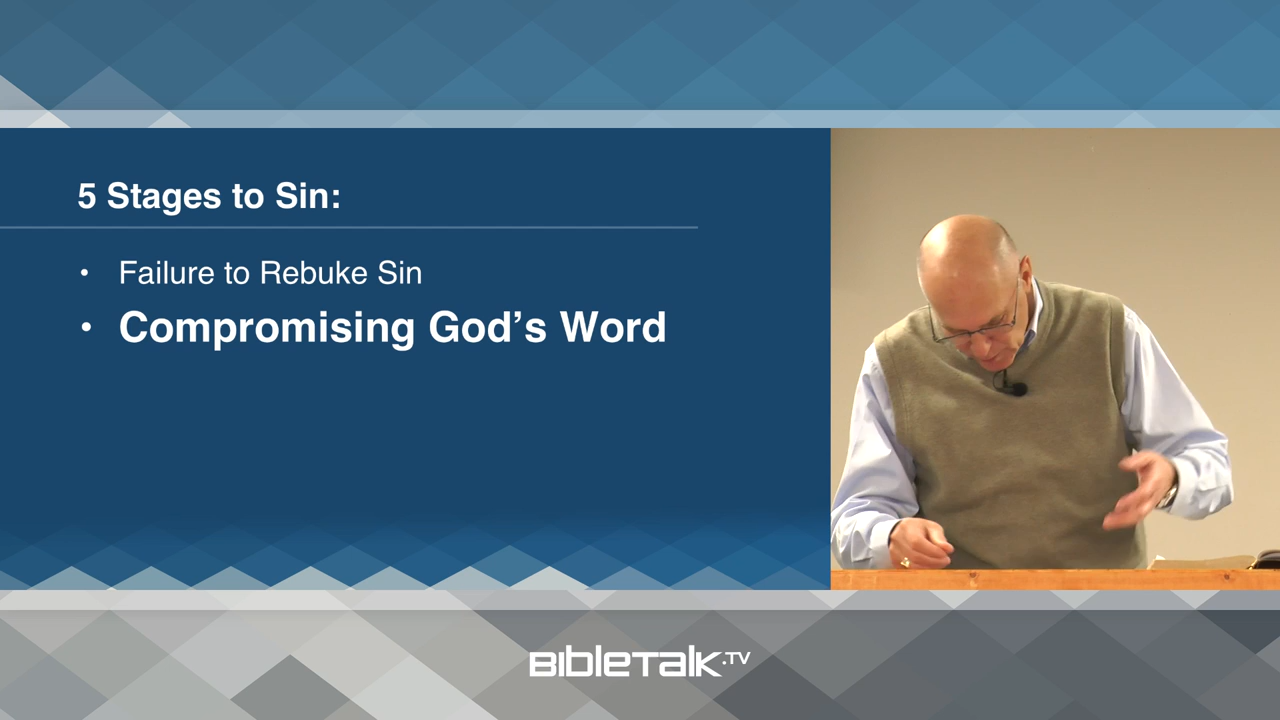 5 Stages to Sin:
• Failure to Rebuke Sin
• Compromising God’s Word
BIBLETALK.TV